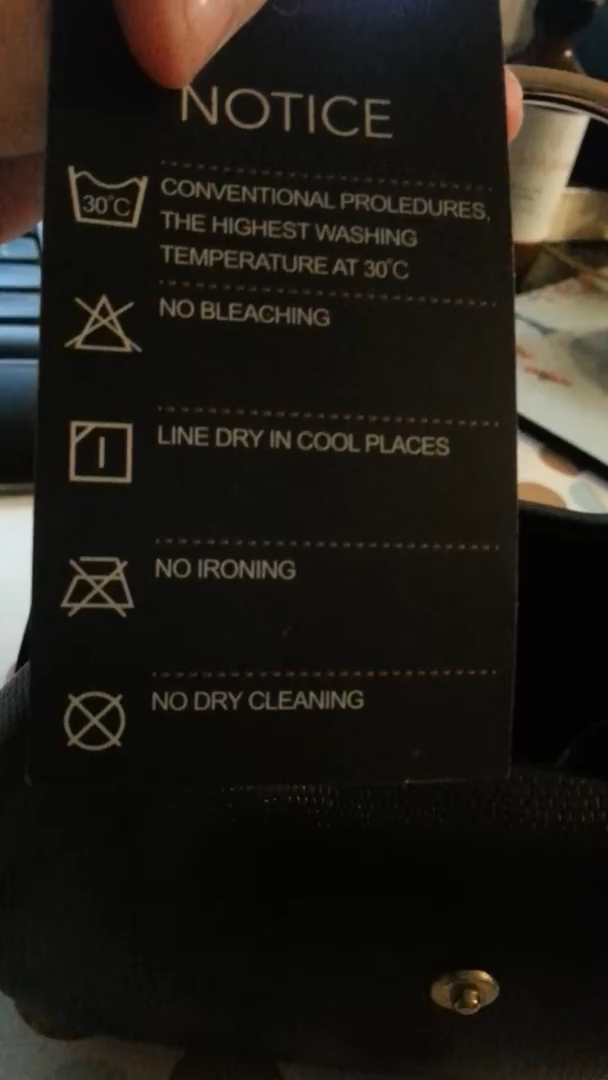 NOTICE
30°C
CONVENTIONAL PROLEDURES,
THE HIGHEST WASHING
TEMPERATURE AT 30°C
NO BLEACHING
LINE DRY IN COOL PLACES
NO IRONING
NO DRY CLEANING